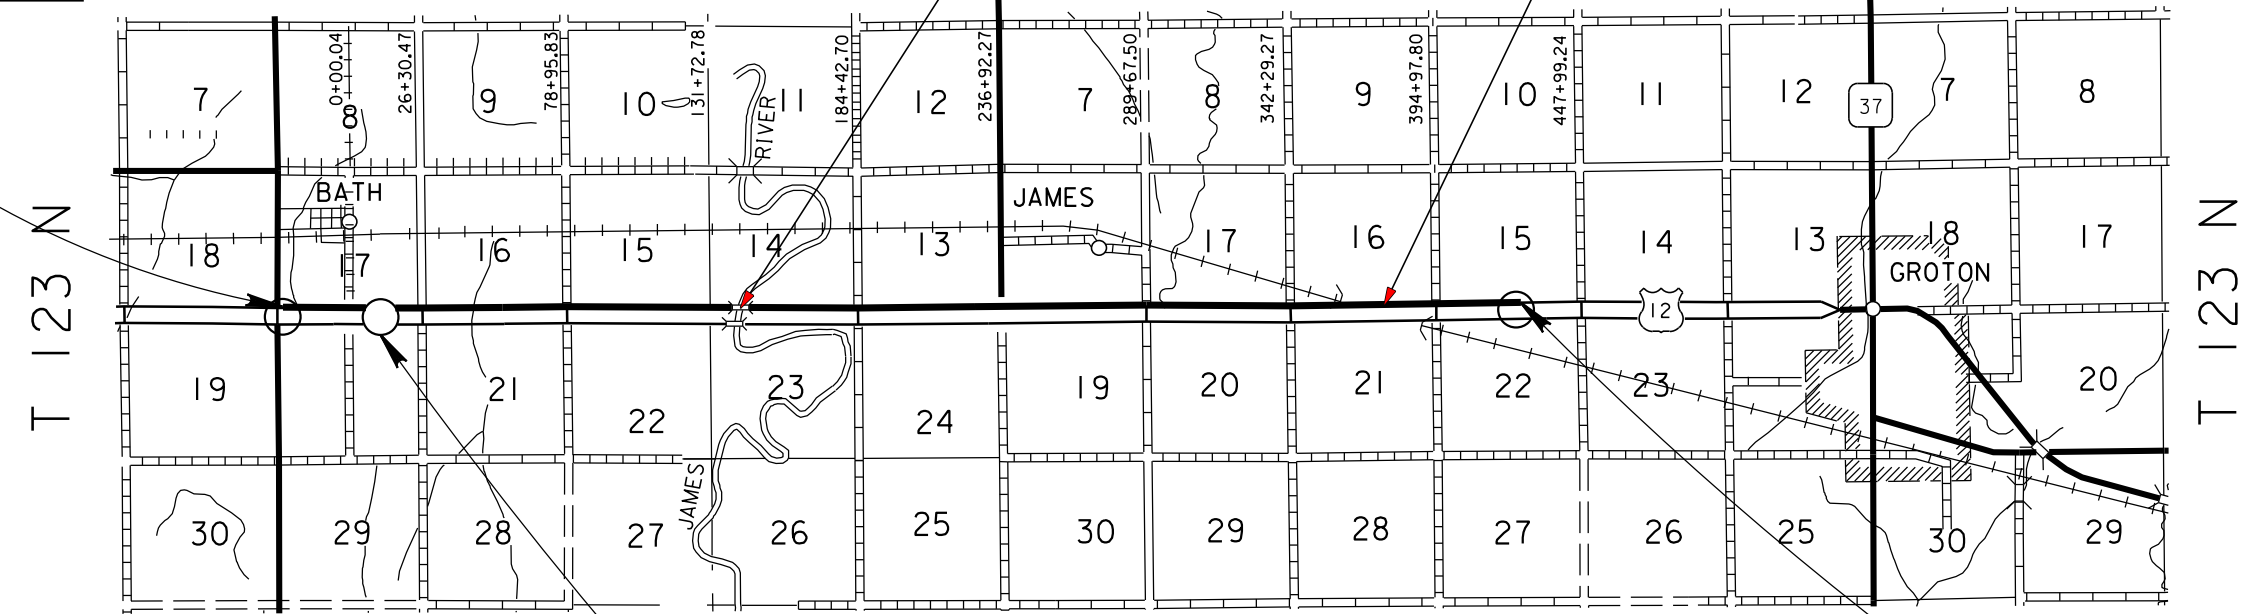 0+00.04
26+30.47
78+95.83
131+72.78
184+42.70
236+92.27
289+67.50
342+29.27
394+97.80
447+99.24
7 8 9 10 11 12 7 8 9 10 11 12 7 8
37
RIVER
BATH
JAMES
T 123 N
18 17 16 15 14 13 17 16 15 14 13 18 17
GROTON
T 123 N
12
19 21 22 23 24 19 20 21 22 23 20
JAMES
30 29 28 27 26 25 30 29 28 27 26 25 30 29